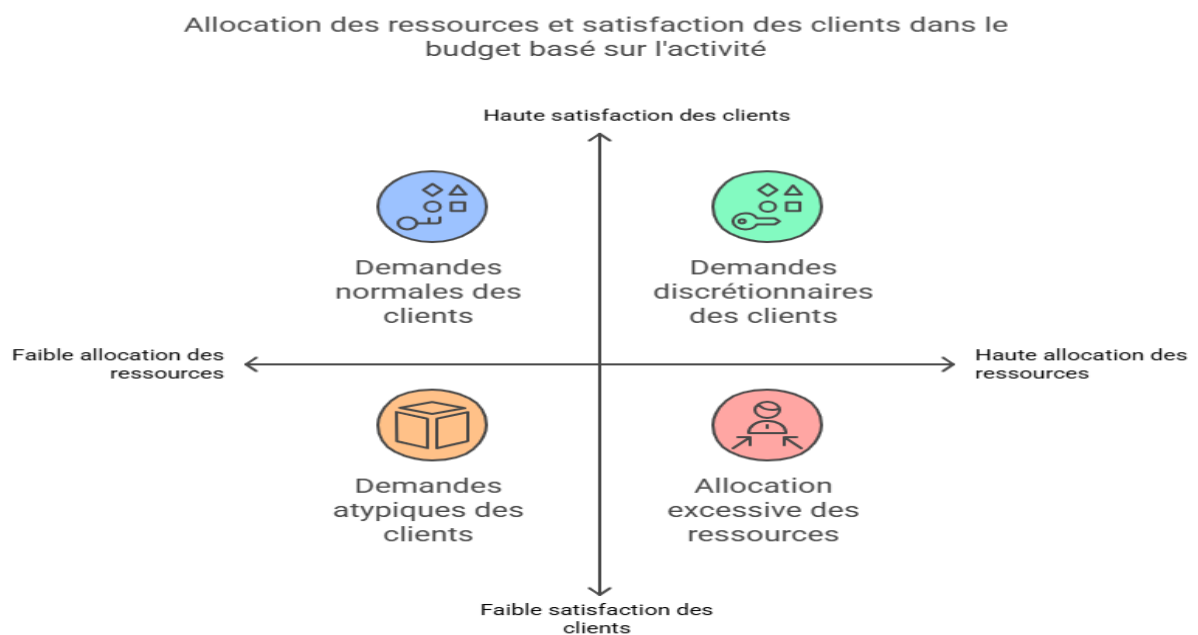 Allocation des ressources et satisfaction des clients dans le
budget basé sur l'activité
Haute satisfaction des clients
Demandes
normales des
clients
Demandes
discrétionnaires
des clients
Faible allocation des
ressources
Haute allocation des
ressources
Demandes
atypiques des
clients
Allocation
excessive des
ressources
Faible satisfaction des
clients